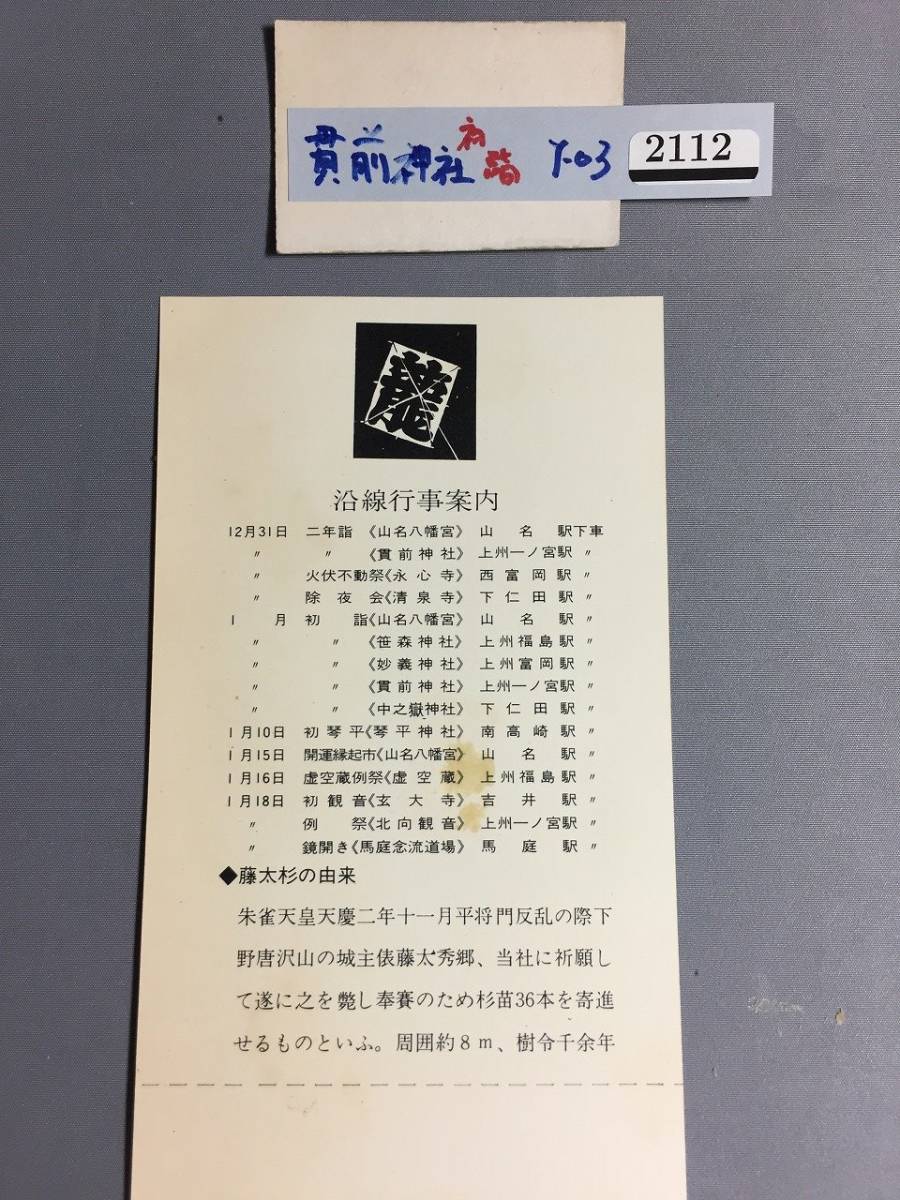 貫前神社 Y-03 2112
龍
沿線行事案内
12月31日 二年詣 《山名八幡宮》 山名駅下車
〃 〃 《貫前神社》 上州一ノ宮駅 〃
〃 火伏不動祭《永心寺》 西富岡駅 〃
〃 除夜会《清泉寺》 下仁田駅 〃
1月 初詣《山名八幡宮》 山名駅 〃
〃 〃 《笹森神社》 上州福島駅 〃
〃 〃 《妙義神社》 上州富岡駅 〃
〃 〃 《貫前神社》 上州一ノ宮駅 〃
〃 〃 《中之嶽神社》 下仁田駅 〃
1月10日 初琴平《琴平神社》 南高崎駅 〃
1月15日 開運縁起市《山名八幡宮》 山名駅 〃
1月16日 虚空蔵例祭《虚空蔵》 上州福島駅 〃
1月18日 初観音《玄太寺》 吉井駅 〃
〃 例祭《北向観音》 上州一ノ宮駅 〃
〃 鏡開き《馬庭念流道場》 馬庭駅 〃
◆藤太杉の由来
朱雀天皇天慶二年十一月平将門反乱の際下
野唐沢山の城主俵藤太秀郷、当社に祈願し
て遂に之を斃し奉賽のため杉苗36本を寄進
せるものといふ。周囲約8m、樹令千余年